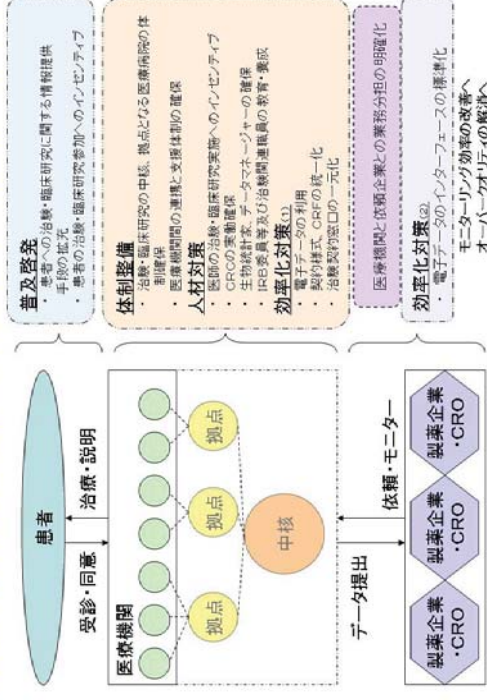 患者
受診・同意
治療・説明
医療機関
拠点
拠点
拠点
中核
データ提出
依頼・モニター
製薬企業
・CRO
製薬企業
・CRO
製薬企業
・CRO
普及啓発
・ 患者への治験・臨床研究に関する情報提供
手段の拡充
・ 患者の治験・臨床研究参加へのインセンティブ
体制整備
・ 治験・臨床研究の中核、拠点となる医療病院の体
制確保
・ 医療機関間の連携と支援体制の確保
人材対策
・ 医師の治験・臨床研究実施へのインセンティブ
・ CRCの実働確保
・ 生物統計家、データマネージャーの確保
・ IRB委員等及び治験関連職員の教育・養成
効率化対策(1)
・ 電子データの利用
・ 契約様式、CRFの統一化
・ 治験契約窓口の一元化
医療機関と依頼企業との業務分担の明確化
効率化対策(2)
・ 電子データのインターフェースの標準化
モニターリング効率の改善へ
オーバークオリティの解消へ